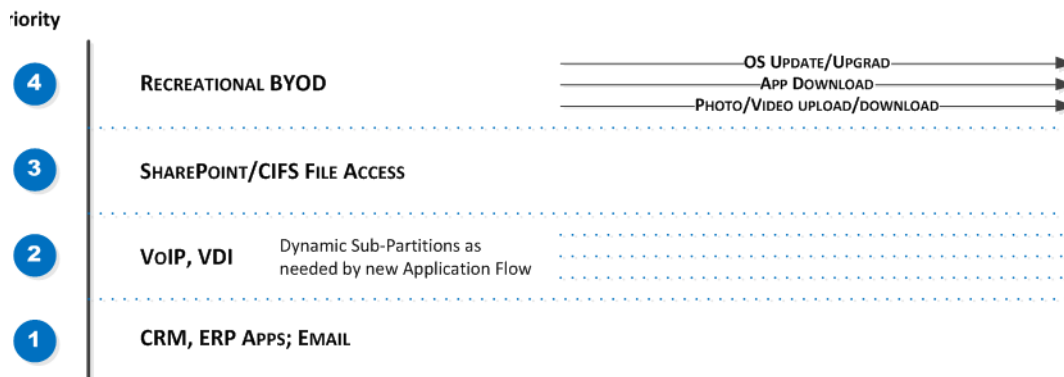 riority
4 RECREATIONAL BYOD
OS UPDATE/UPGRAD
APP DOWNLOAD
PHOTO/VIDEO UPLOAD/DOWNLOAD
3 SHAREPOINT/CIFS FILE ACCESS
2 VOIP, VDI
Dynamic Sub-Partitions as
needed by new Application Flow
1 CRM, ERP APPS; EMAIL